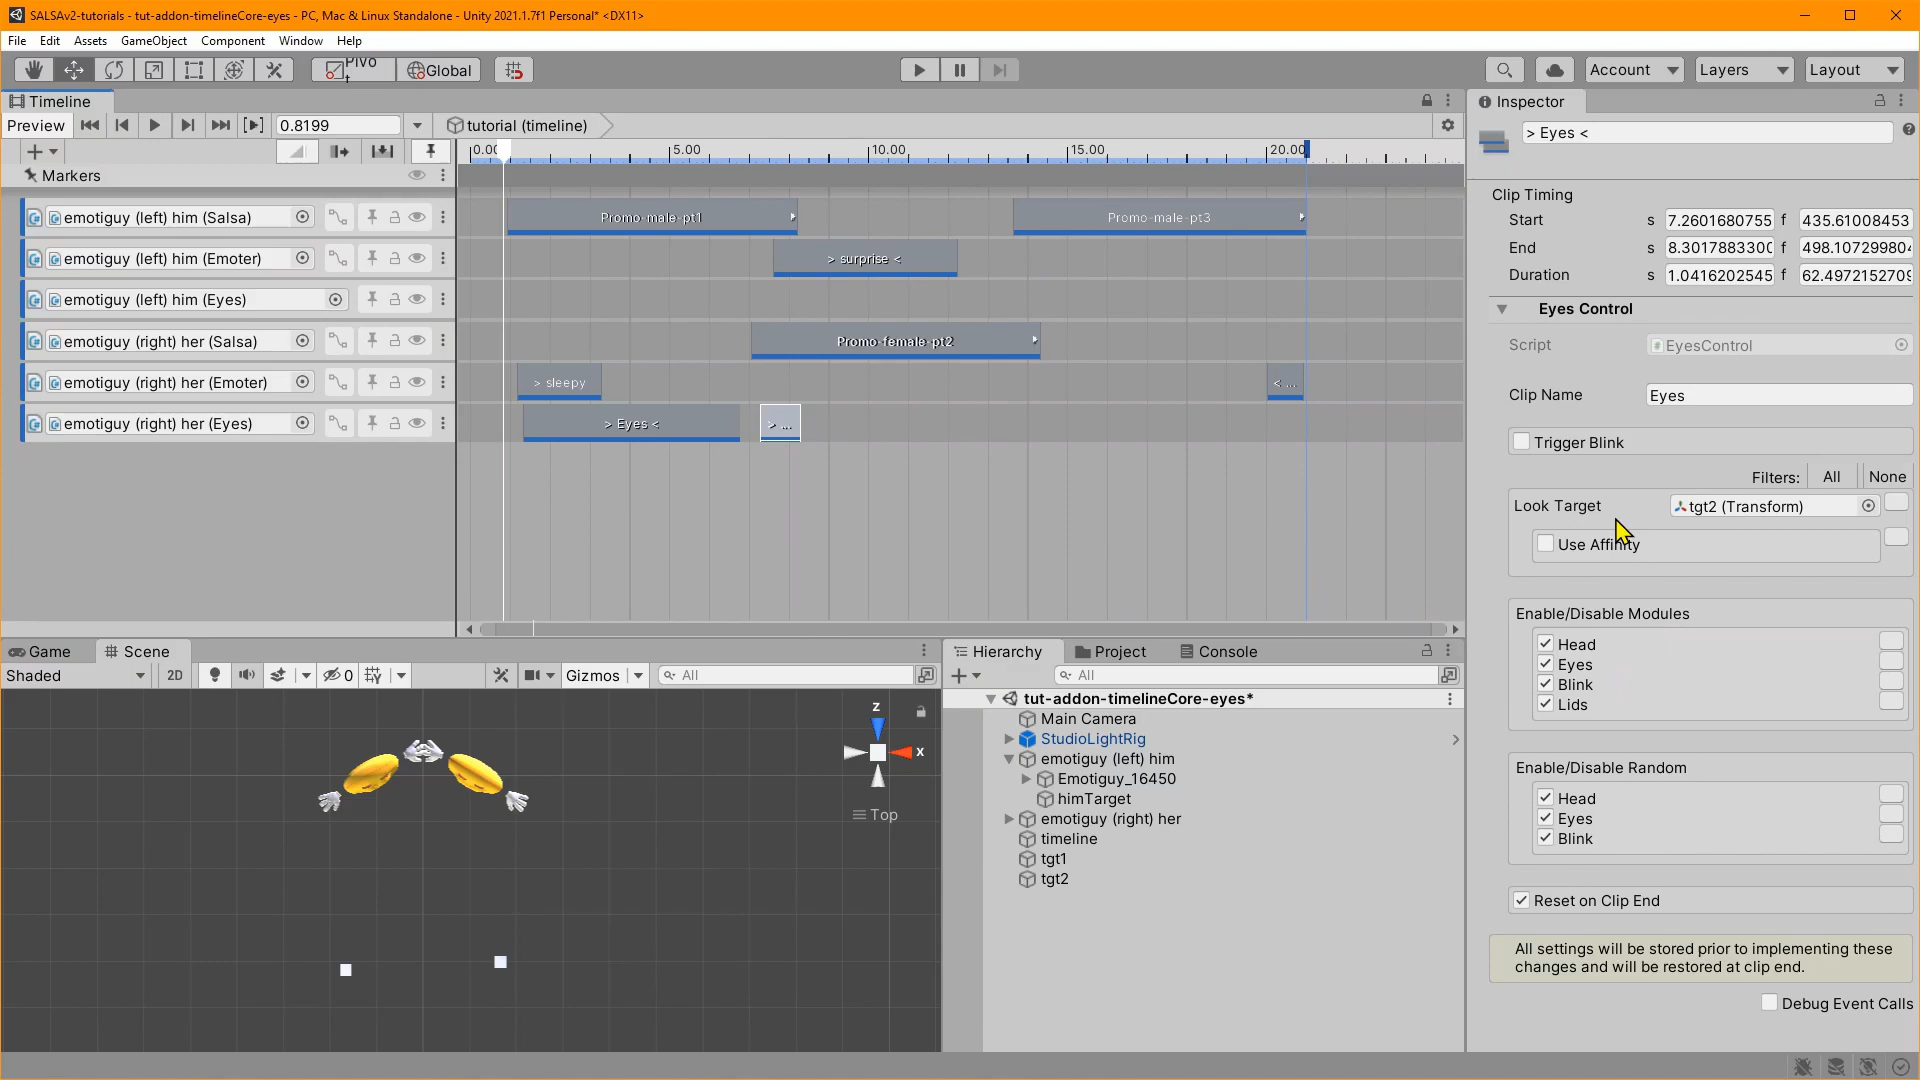 SALSAv2-tutorials - tut-addon-timelineCore-eyes - PC, Mac & Linux Standalone - Unity 2021.1.7f1 Personal* <DX11>
File Edit Assets GameObject Component Window Help
Pivot Global Account Layers Layout
Timeline
Preview 0.8199 tutorial (timeline)
0.00 5.00 10.00 15.00 20.00
Markers
emotiguy (left) him (Salsa) Promo-male-pt1 Promo-male-pt3
emotiguy (left) him (Emoter) > surprise <
emotiguy (left) him (Eyes)
emotiguy (right) her (Salsa) Promo-female-pt2
emotiguy (right) her (Emoter) > sleepy < ...
emotiguy (right) her (Eyes) > Eyes < > ...
Inspector
> Eyes <
Clip Timing
Start s 7.2601680755 f 435.61008453
End s 8.3017883300 f 498.107299804
Duration s 1.0416202545 f 62.4972152709
Eyes Control
Script EyesControl
Clip Name Eyes
Trigger Blink
Filters: All None
Look Target tgt2 (Transform)
Use Affinity
Enable/Disable Modules
Head
Eyes
Blink
Lids
Enable/Disable Random
Head
Eyes
Blink
Reset on Clip End
All settings will be stored prior to implementing these
changes and will be restored at clip end.
Debug Event Calls
Game Scene
Shaded 2D 0 Gizmos All
z
x
Top
Hierarchy Project Console
All
tut-addon-timelineCore-eyes*
Main Camera
StudioLightRig
emotiguy (left) him
Emotiguy_16450
himTarget
emotiguy (right) her
timeline
tgt1
tgt2